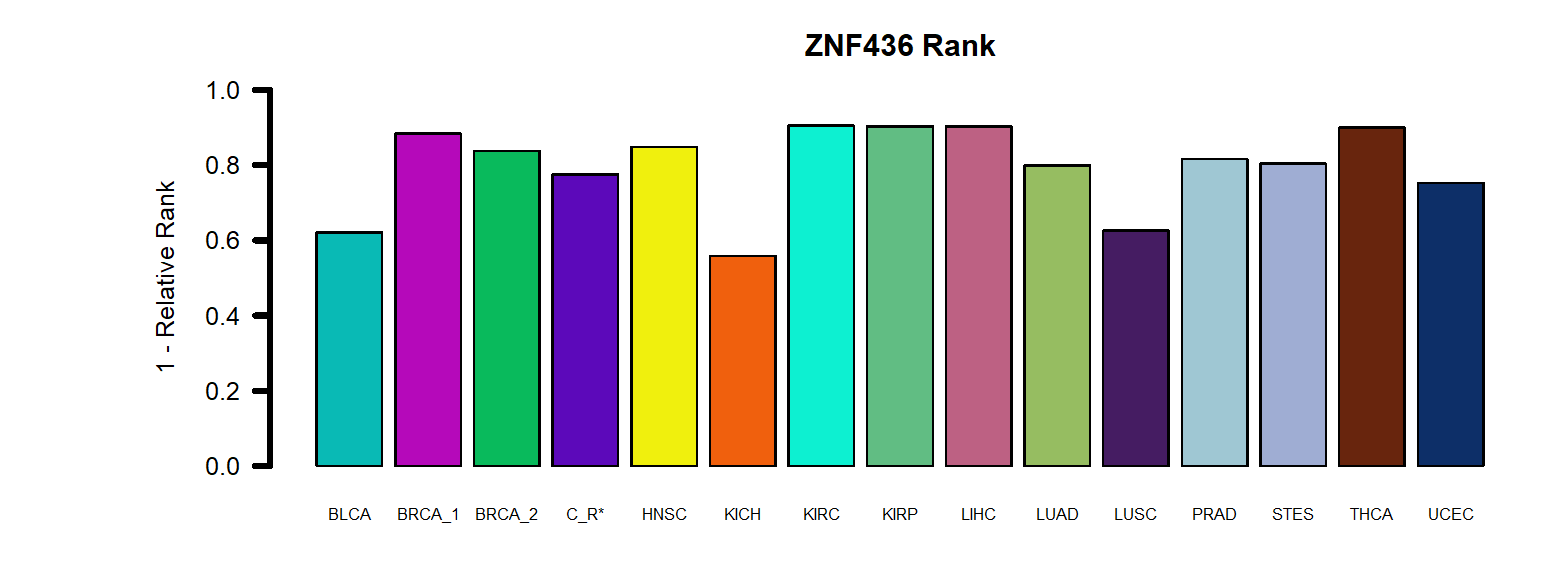 ZNF436 Rank
1 - Relative Rank
1.0
0.8
0.6
0.4
0.2
0.0
BLCA BRCA_1 BRCA_2 C_R* HNSC KICH KIRC KIRP LIHC LUAD LUSC PRAD STES THCA UCEC